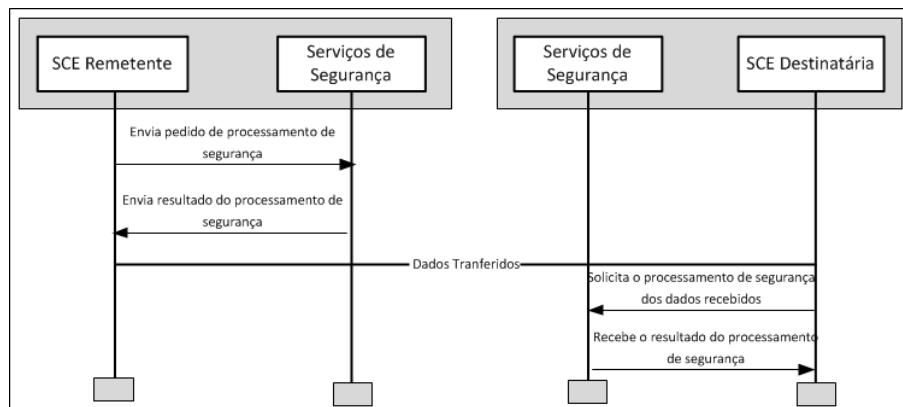 SCE Remetente
Serviços de
Segurança
Serviços de
Segurança
SCE Destinatária
Envia pedido de processamento de
segurança
Envia resultado do processamento de
segurança
Dados Tranferidos
Solicita o processamento de segurança
dos dados recebidos
Recebe o resultado do processamento
de segurança